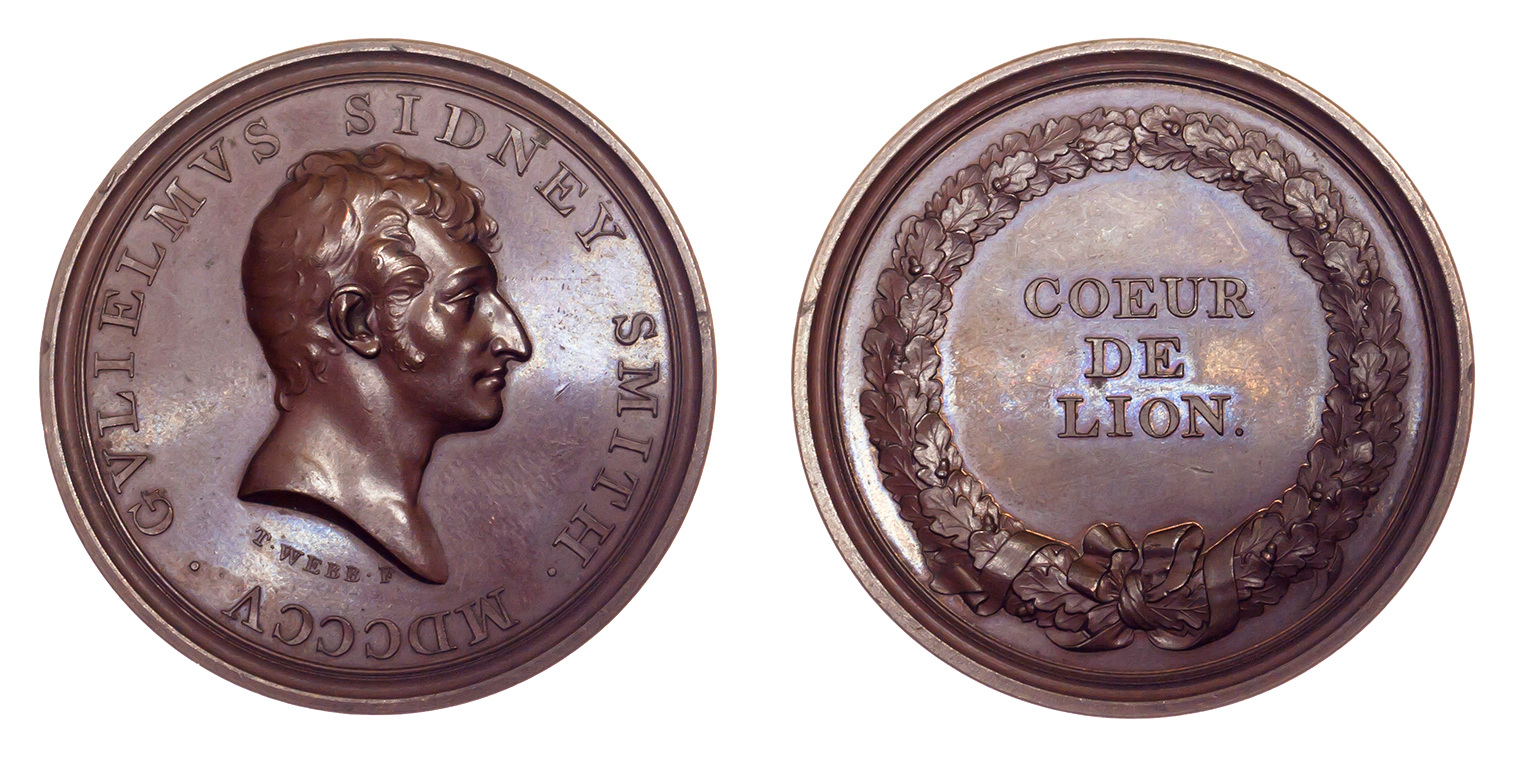 GVLIELMVS SIDNEY SMITH.
T. WEBB. F
MDCCCV.
COEUR
DE
LION.